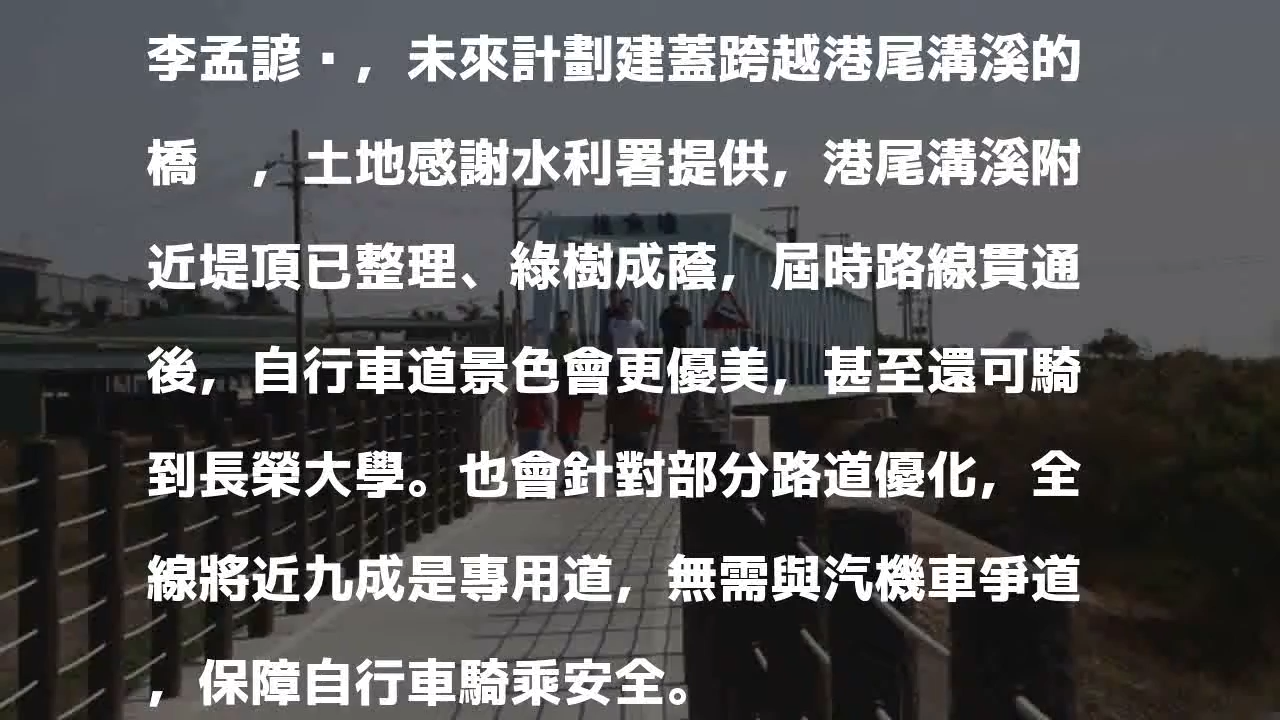 李孟諺·，未來計劃建蓋跨越港尾溝溪的
橋　，土地感謝水利署提供，港尾溝溪附
近堤頂已整理、綠樹成蔭，屆時路線貫通
後，自行車道景色會更優美，甚至還可騎
到長榮大學。也會針對部分路道優化，全
線將近九成是專用道，無需與汽機車爭道
，保障自行車騎乘安全。